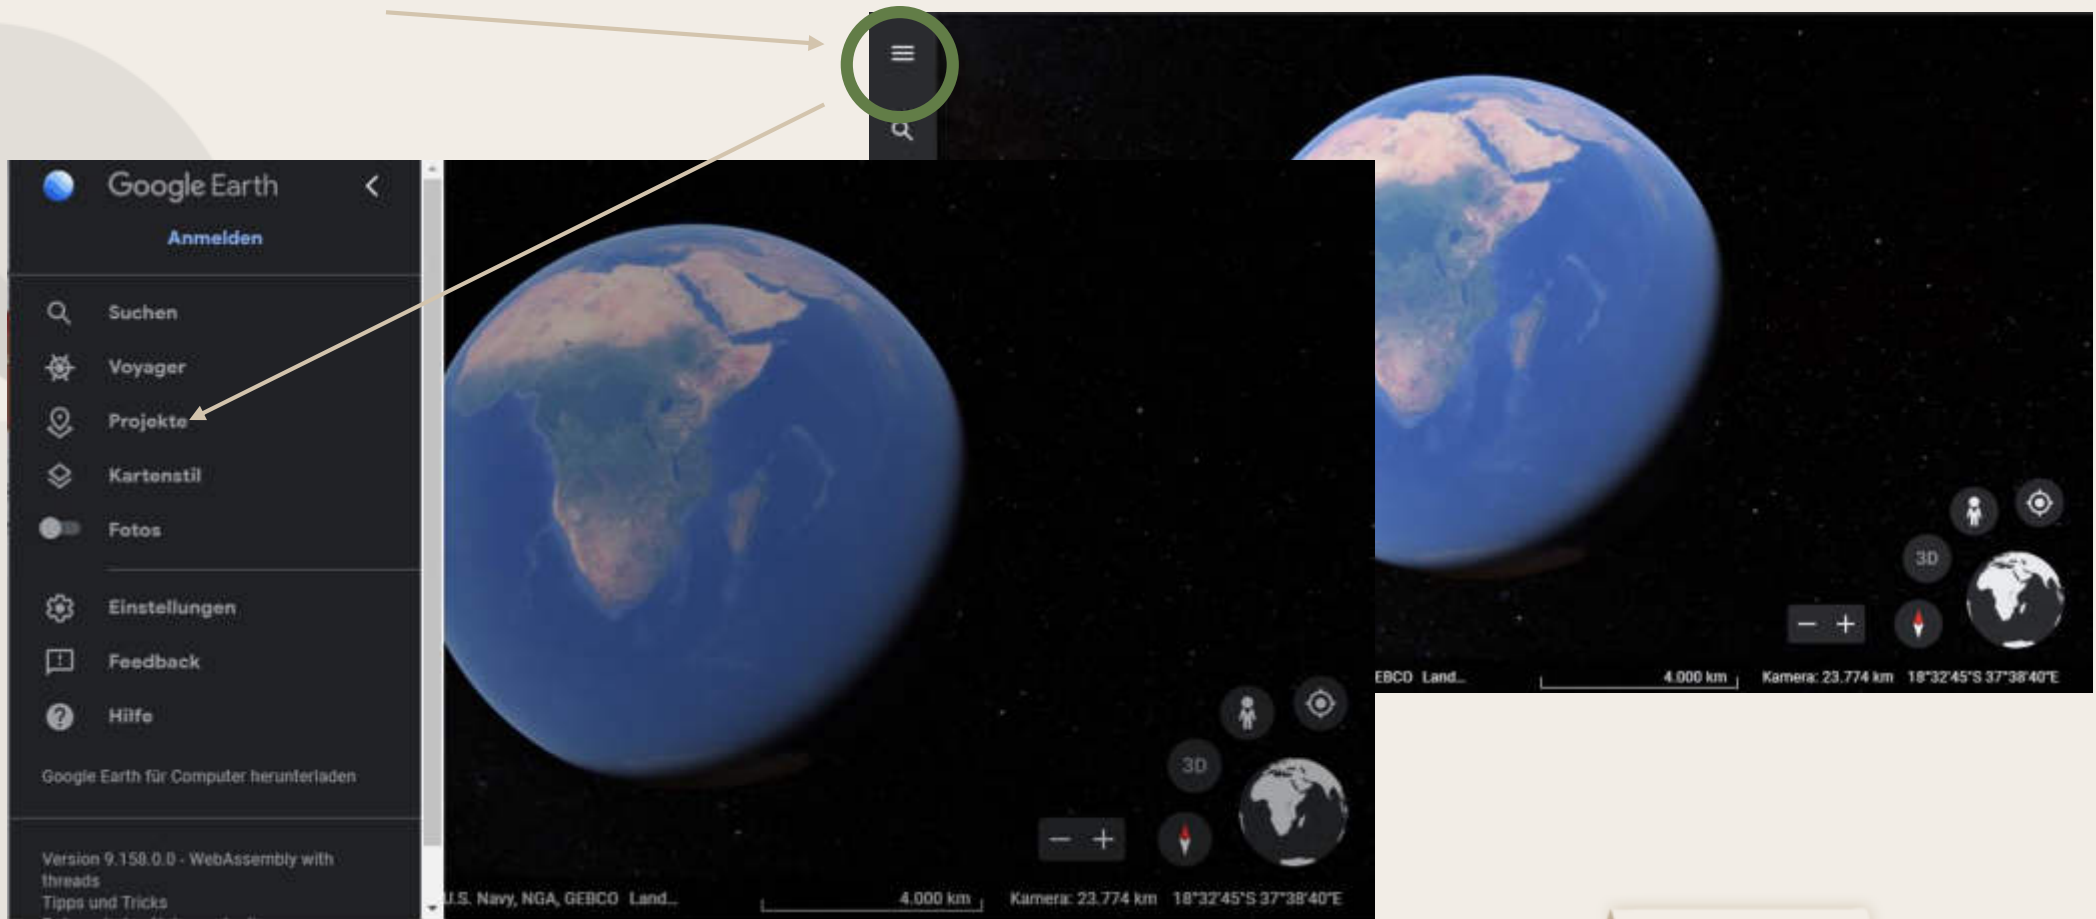 Google Earth
Anmelden
Suchen
Voyager
Projekte
Kartenstil
Fotos
Einstellungen
Feedback
Hilfe
Google Earth für Computer herunterladen
Version 9.158.0.0 - WebAssembly with
threads
Tipps und Tricks
3D
U.S. Navy, NGA, GEBCO Land...
4.000 km
Kamera: 23.774 km 18°32'45"S 37°38'40"E
3D
EBCO Land...
4.000 km
Kamera: 23.774 km 18°32'45"S 37°38'40"E